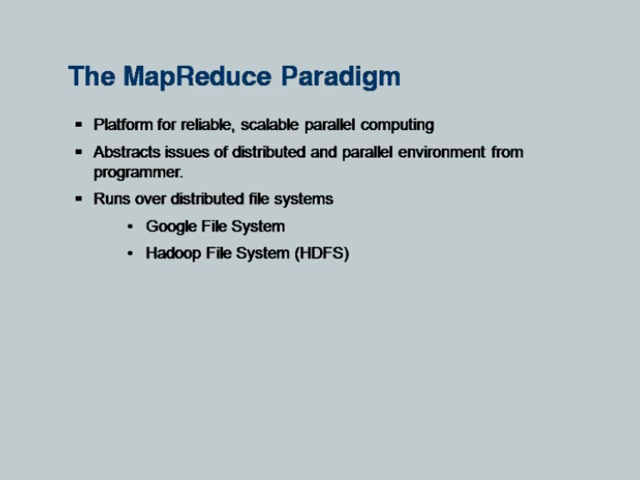 The MapReduce Paradigm
▪ Platform for reliable, scalable parallel computing
▪ Abstracts issues of distributed and parallel environment from
programmer.
▪ Runs over distributed file systems
• Google File System
• Hadoop File System (HDFS)